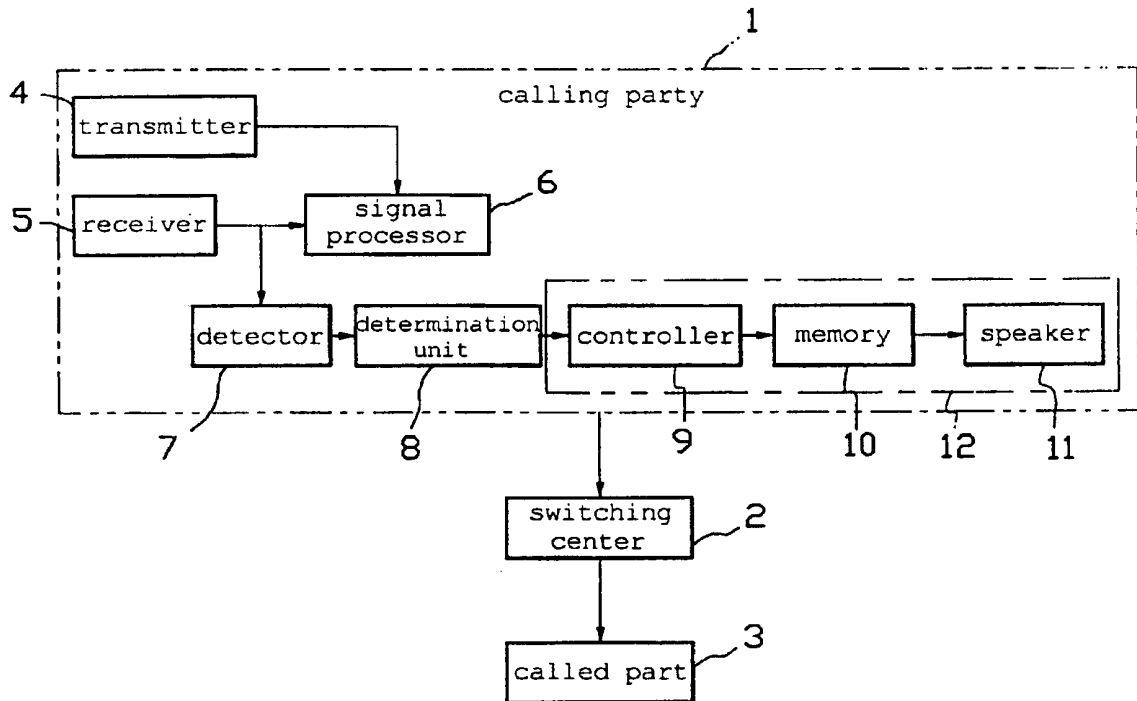 1
calling party
4
transmitter
6
5
receiver
signal
processor
detector
determination
unit
controller
memory
speaker
7
8
9
10
12
11
switching
center
2
called part
3